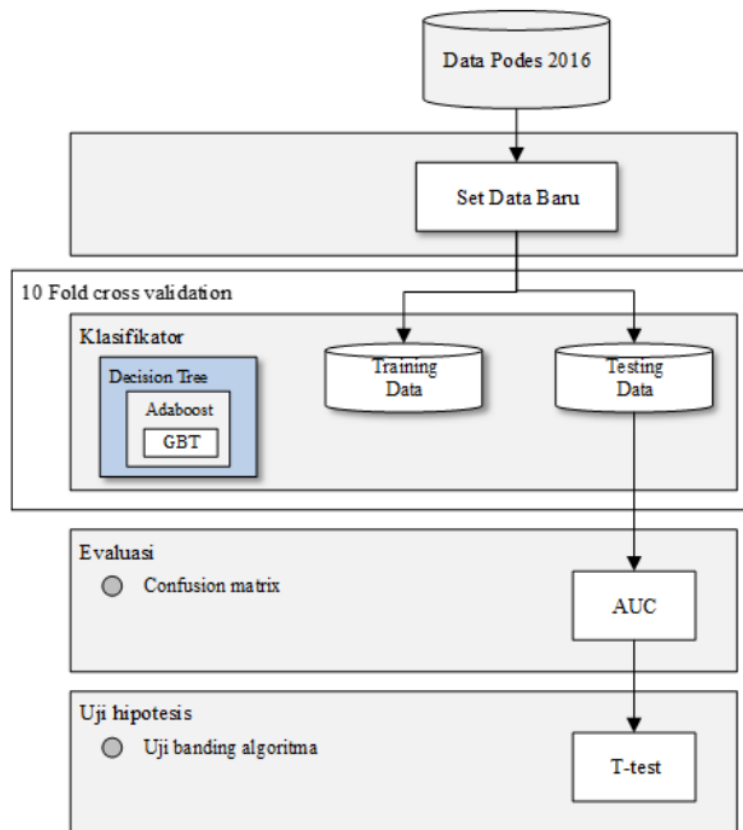 Data Podes 2016
Set Data Baru
10 Fold cross validation
Klasifikator
Decision Tree
Adaboost
GBT
Training
Data
Testing
Data
Evaluasi
Confusion matrix
AUC
Uji hipotesis
Uji banding algoritma
T-test